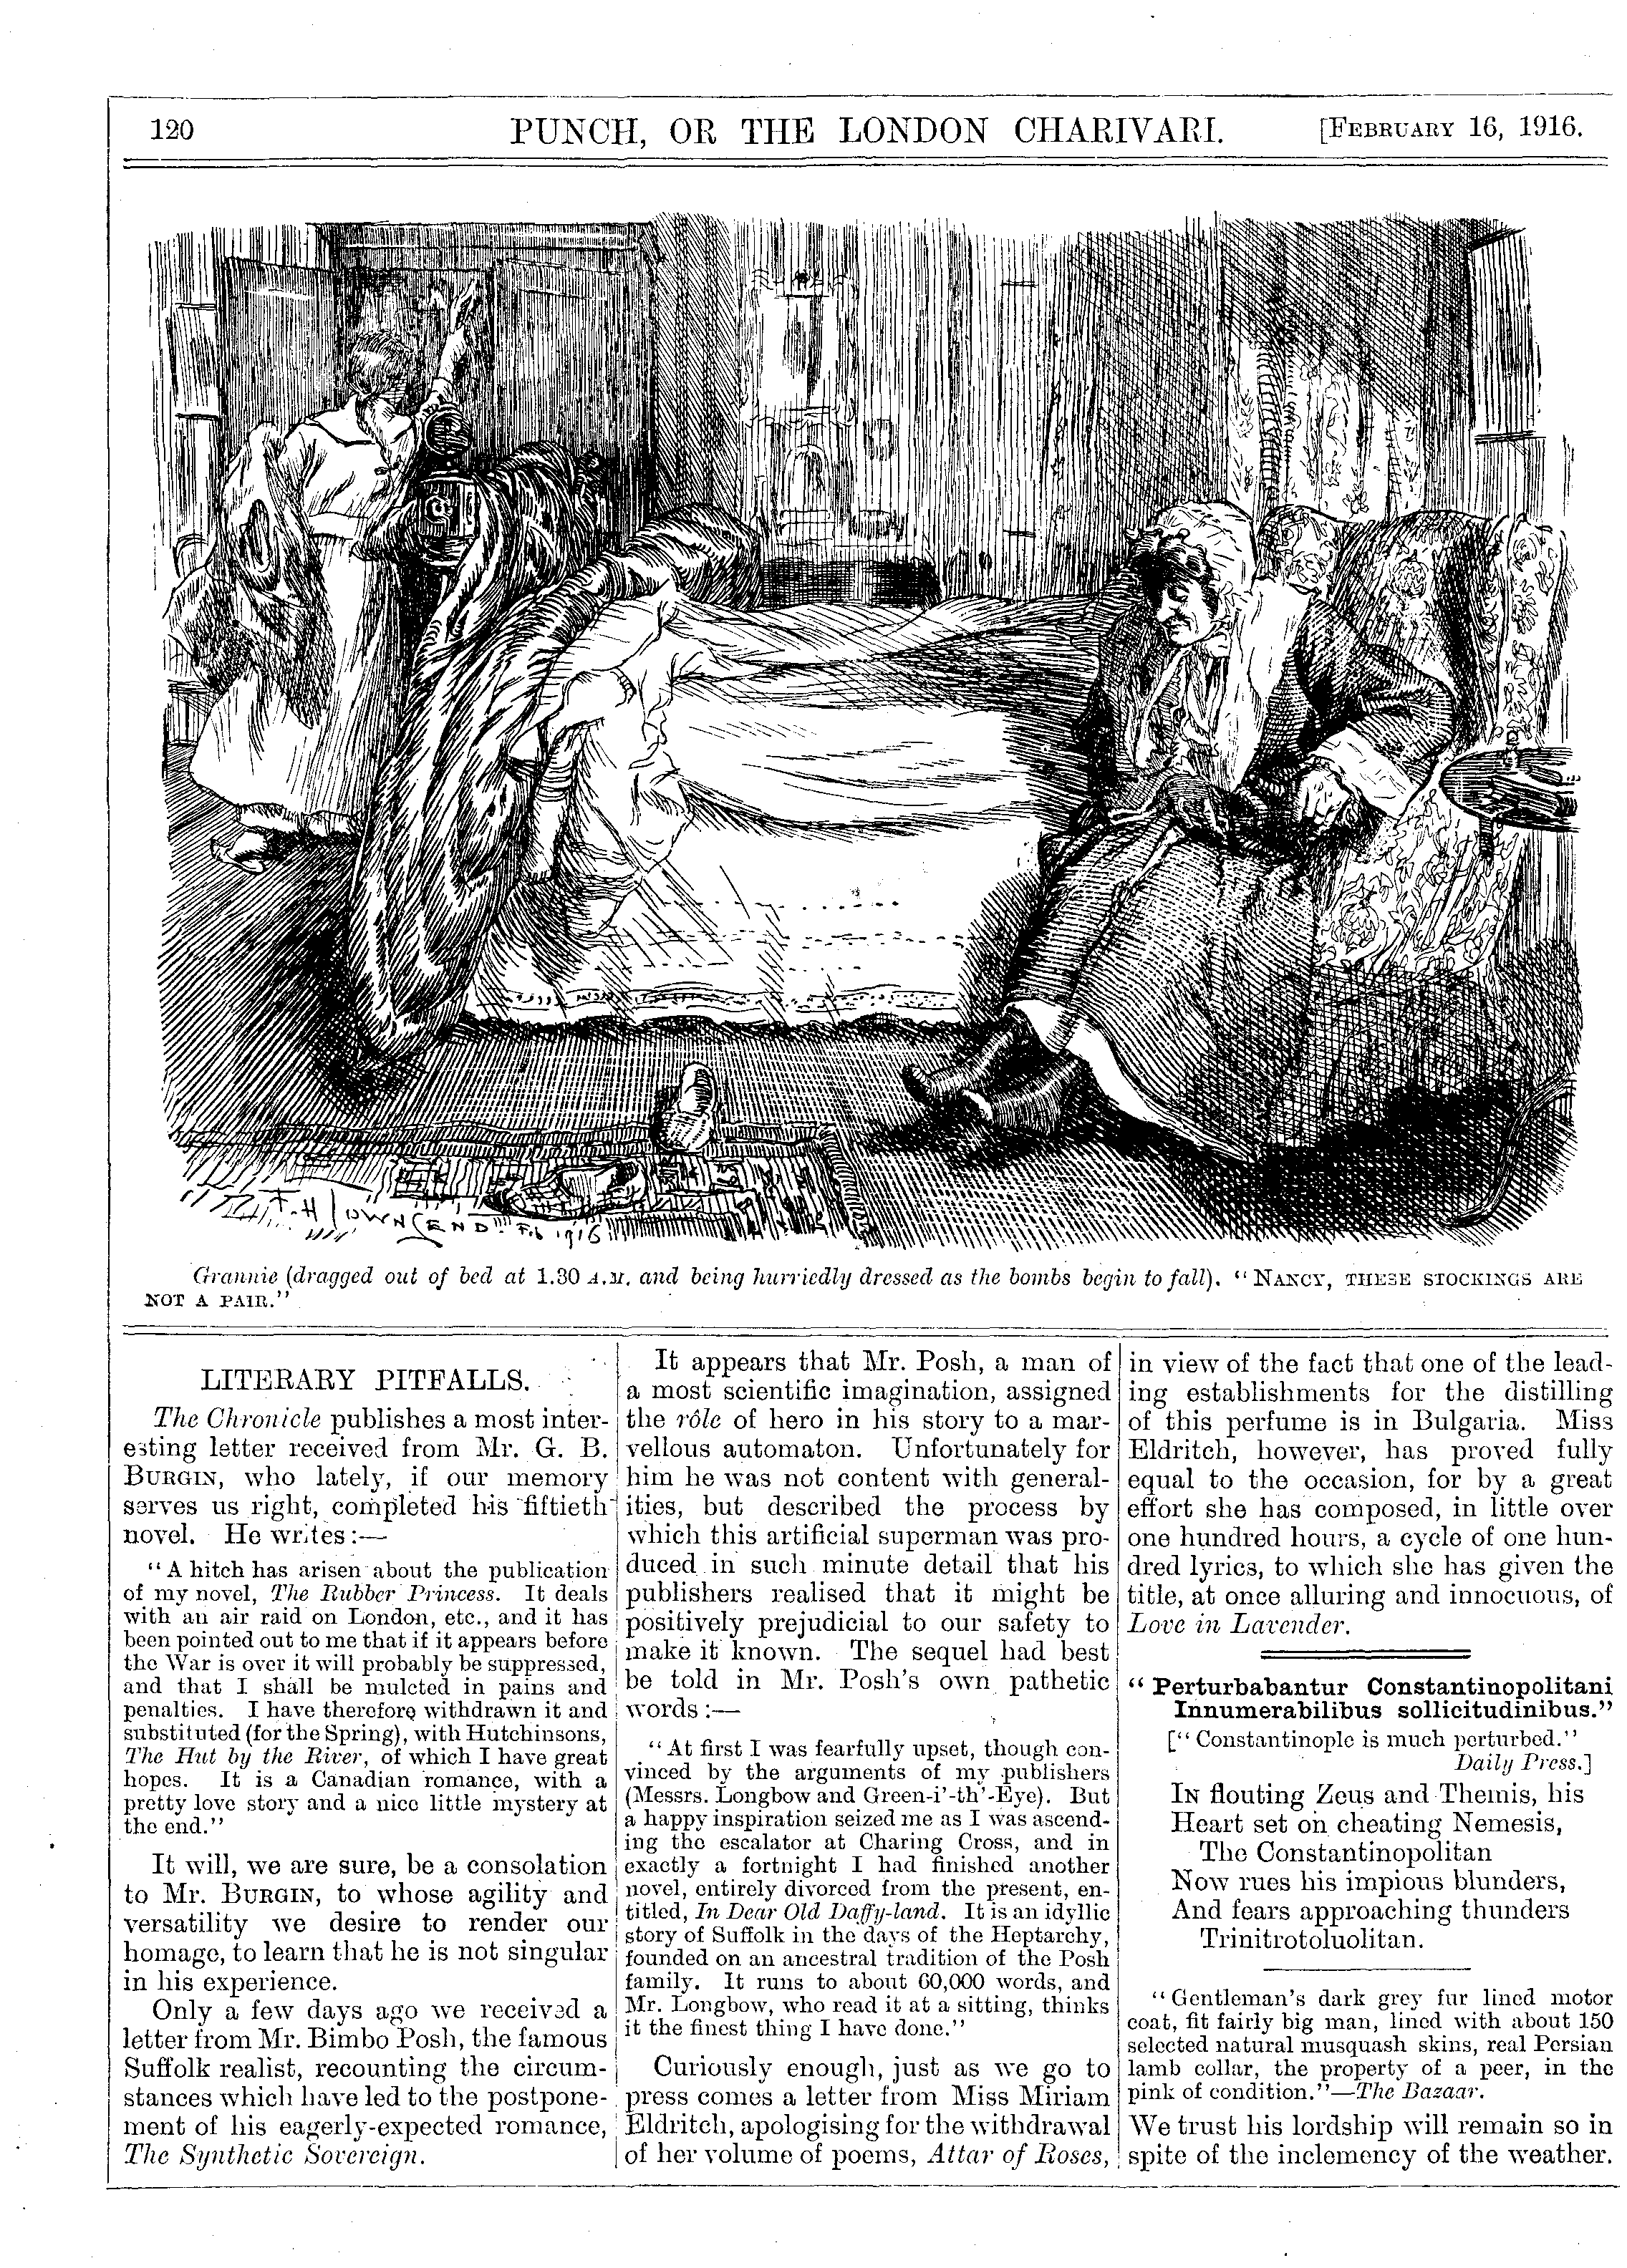 120
PUNCH, OR THE LONDON CHARIVARI.
[FEBRUARY 16, 1916.
F. H. TOWNSEND. Feb 1916
Grannie (dragged out of bed at 1.30 A.M. and being hurriedly dressed as the bombs begin to fall). "NANCY, THESE STOCKINGS ARE
NOT A PAIR."
LITERARY PITFALLS.
The Chronicle publishes a most inter-
esting letter received from Mr. G. B.
BURGIN, who lately, if our memory
serves us right, completed his fiftieth
novel. He writes:—
"A hitch has arisen about the publication
of my novel, The Rubber Princess. It deals
with an air raid on London, etc., and it has
been pointed out to me that if it appears before
the War is over it will probably be suppressed,
and that I shall be mulcted in pains and
penalties. I have therefore withdrawn it and
substituted (for the Spring), with Hutchinsons,
The Hut by the River, of which I have great
hopes. It is a Canadian romance, with a
pretty love story and a nice little mystery at
the end."
It will, we are sure, be a consolation
to Mr. BURGIN, to whose agility and
versatility we desire to render our
homage, to learn that he is not singular
in his experience.
Only a few days ago we received a
letter from Mr. Bimbo Posh, the famous
Suffolk realist, recounting the circum-
stances which have led to the postpone-
ment of his eagerly-expected romance,
The Synthetic Sovereign.
It appears that Mr. Posh, a man of
a most scientific imagination, assigned
the rôle of hero in his story to a mar-
vellous automaton. Unfortunately for
him he was not content with general-
ities, but described the process by
which this artificial superman was pro-
duced in such minute detail that his
publishers realised that it might be
positively prejudicial to our safety to
make it known. The sequel had best
be told in Mr. Posh's own pathetic
words:—
"At first I was fearfully upset, though con-
vinced by the arguments of my publishers
(Messrs. Longbow and Green-i'-th'-Eye). But
a happy inspiration seized me as I was ascend-
ing the escalator at Charing Cross, and in
exactly a fortnight I had finished another
novel, entirely divorced from the present, en-
titled, In Dear Old Daffy-land. It is an idyllic
story of Suffolk in the days of the Heptarchy,
founded on an ancestral tradition of the Posh
family. It runs to about 60,000 words, and
Mr. Longbow, who read it at a sitting, thinks
it the finest thing I have done."
Curiously enough, just as we go to
press comes a letter from Miss Miriam
Eldritch, apologising for the withdrawal
of her volume of poems, Attar of Roses,
in view of the fact that one of the lead-
ing establishments for the distilling
of this perfume is in Bulgaria. Miss
Eldritch, however, has proved fully
equal to the occasion, for by a great
effort she has composed, in little over
one hundred hours, a cycle of one hun-
dred lyrics, to which she has given the
title, at once alluring and innocuous, of
Love in Lavender.
"Perturbabantur Constantinopolitani
Innumerabilibus sollicitudinibus."
["Constantinople is much perturbed."
Daily Press.]
IN flouting Zeus and Themis, his
Heart set on cheating Nemesis,
The Constantinopolitan
Now rues his impious blunders,
And fears approaching thunders
Trinitrotoluolitan.
"Gentleman's dark grey fur lined motor
coat, fit fairly big man, lined with about 150
selected natural musquash skins, real Persian
lamb collar, the property of a peer, in the
pink of condition."—The Bazaar.
We trust his lordship will remain so in
spite of the inclemency of the weather.